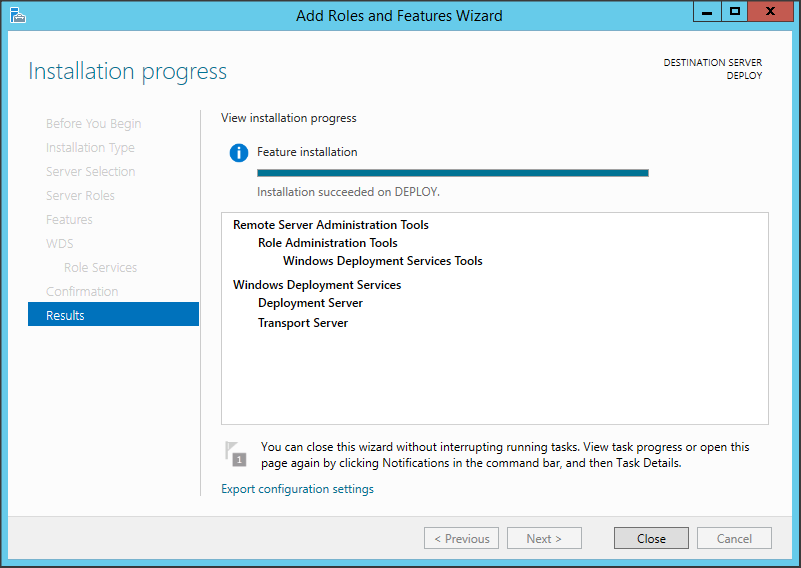 Add Roles and Features Wizard
Installation progress
DESTINATION SERVER
DEPLOY
Before You Begin
Installation Type
Server Selection
Server Roles
Features
WDS
Role Services
Confirmation
Results
View installation progress
Feature installation
Installation succeeded on DEPLOY.
Remote Server Administration Tools
Role Administration Tools
Windows Deployment Services Tools
Windows Deployment Services
Deployment Server
Transport Server
1
You can close this wizard without interrupting running tasks. View task progress or open this
page again by clicking Notifications in the command bar, and then Task Details.
Export configuration settings
< Previous
Next >
Close
Cancel